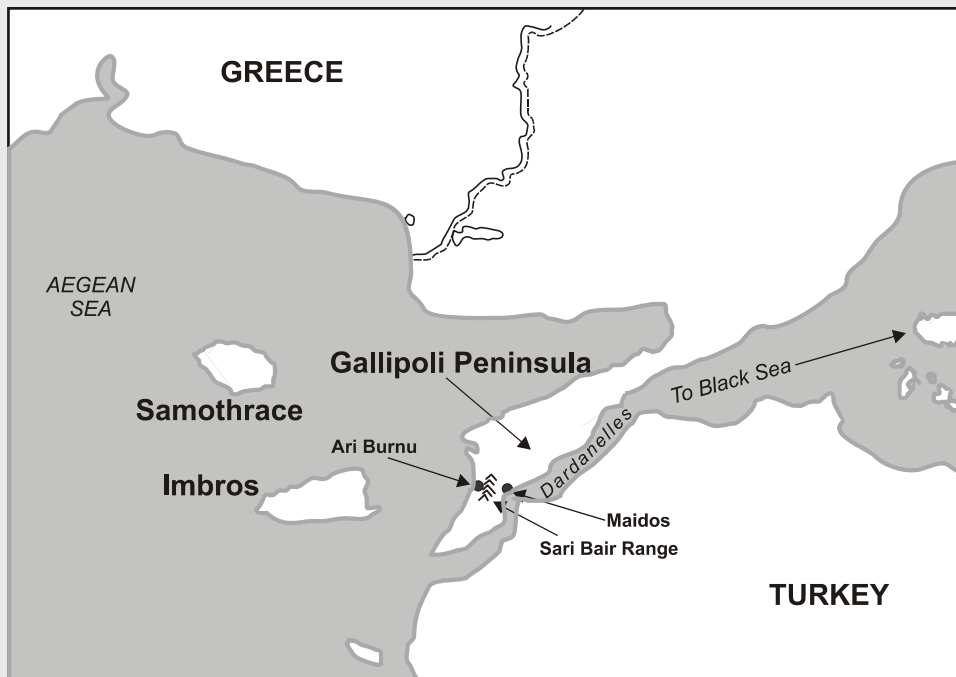 GREECE
AEGEAN
SEA
Gallipoli Peninsula
To Black Sea
Samothrace
Ari Burnu
Dardanelles
Imbros
Maidos
Sari Bair Range
TURKEY